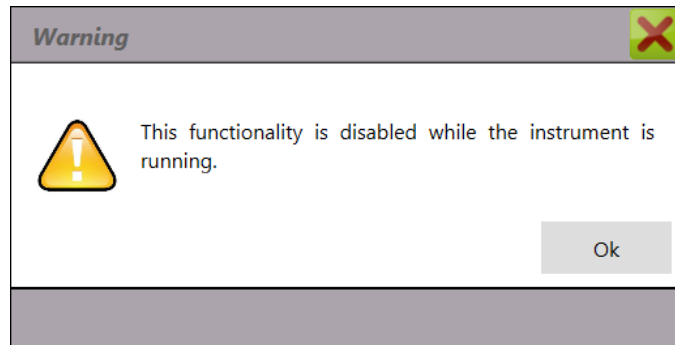 Warning
This functionality is disabled while the instrument is
running.
Ok